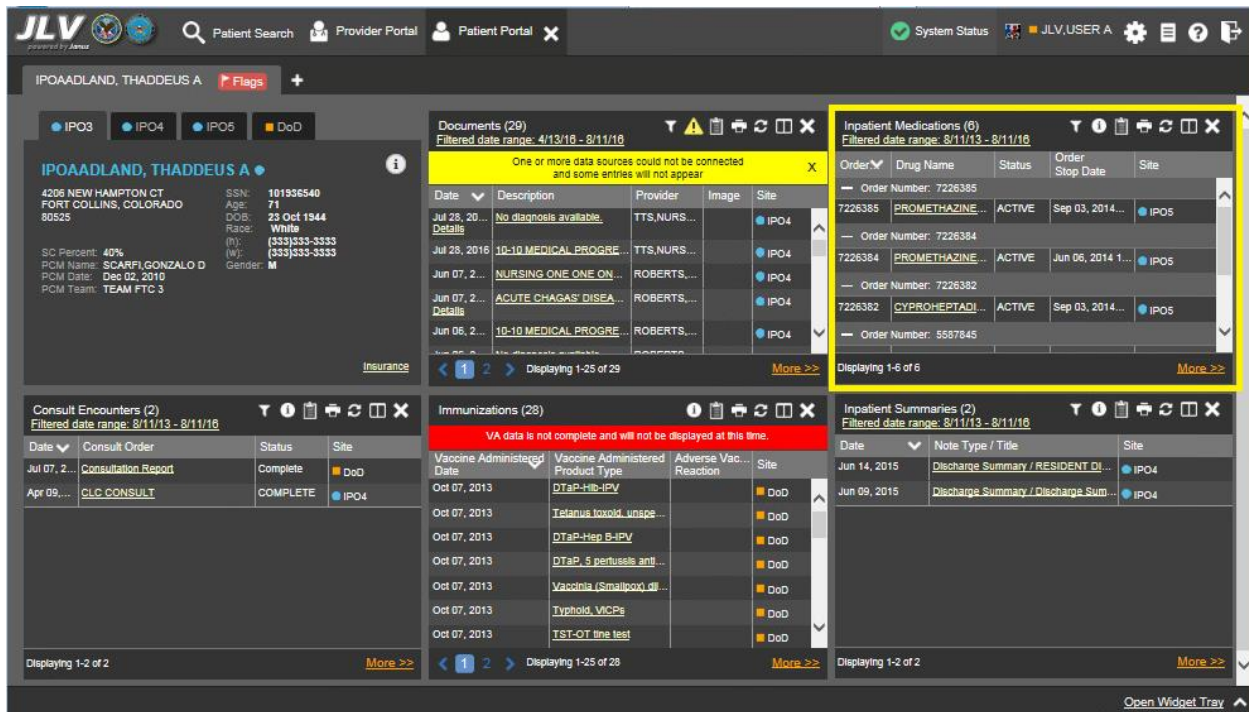 JLV
powered by Janus
Patient Search
Provider Portal
Patient Portal
System Status
JLV,USER A
IPOAADLAND, THADDEUS A
Flags
IPO3
IPO4
IPO5
DoD
IPOAADLAND, THADDEUS A
4206 NEW HAMPTON CT
FORT COLLINS, COLORADO
80525
SSN: 101936540
Age: 71
DOB: 23 Oct 1944
Race: White
(h): (333)333-3333
(w): (333)333-3333
Gender: M
SC Percent: 40%
PCM Name: SCARFI,GONZALO D
PCM Date: Dec 02, 2010
PCM Team: TEAM FTC 3
Insurance
Documents (29)
Filtered date range: 4/13/16 - 8/11/16
One or more data sources could not be connected
and some entries will not appear
X
Date Description Provider Image Site
Jul 28, 20... No diagnosis available. TTS,NURS... IPO4
Details
Jul 28, 2016 10-10 MEDICAL PROGRE... TTS,NURS... IPO4
Jun 07, 2... NURSING ONE ONE ON... ROBERTS,... IPO4
Jun 07, 2... ACUTE CHAGAS' DISEA... ROBERTS,... IPO4
Details
Jun 06, 2... 10-10 MEDICAL PROGRE... ROBERTS,... IPO4
1 2 Displaying 1-25 of 29 More >>
Inpatient Medications (6)
Filtered date range: 8/11/13 - 8/11/16
Order Drug Name Status Order
Stop Date Site
— Order Number: 7226385
7226385 PROMETHAZINE... ACTIVE Sep 03, 2014... IPO5
— Order Number: 7226384
7226384 PROMETHAZINE... ACTIVE Jun 06, 2014 1... IPO5
— Order Number: 7226382
7226382 CYPROHEPTADI... ACTIVE Sep 03, 2014... IPO5
— Order Number: 5587845
Displaying 1-6 of 6 More >>
Consult Encounters (2)
Filtered date range: 8/11/13 - 8/11/16
Date Consult Order Status Site
Jul 07, 2... Consultation Report Complete DoD
Apr 09,... CLC CONSULT COMPLETE IPO4
Displaying 1-2 of 2 More >>
Immunizations (28)
VA data is not complete and will not be displayed at this time.
Vaccine Administered Vaccine Administered Adverse Vac...
Date Product Type Reaction Site
Oct 07, 2013 DTaP-Hib-IPV DoD
Oct 07, 2013 Tetanus toxoid, unspe... DoD
Oct 07, 2013 DTaP-Hep B-IPV DoD
Oct 07, 2013 DTaP, 5 pertussis anti... DoD
Oct 07, 2013 Vaccinia (Smallpox) dil... DoD
Oct 07, 2013 Typhoid, VICPs DoD
Oct 07, 2013 TST-OT tine test DoD
1 2 Displaying 1-25 of 28 More >>
Inpatient Summaries (2)
Filtered date range: 8/11/13 - 8/11/16
Date Note Type / Title Site
Jun 14, 2015 Discharge Summary / RESIDENT DI... IPO4
Jun 09, 2015 Discharge Summary / Discharge Sum... IPO4
Displaying 1-2 of 2 More >>
Open Widget Tray